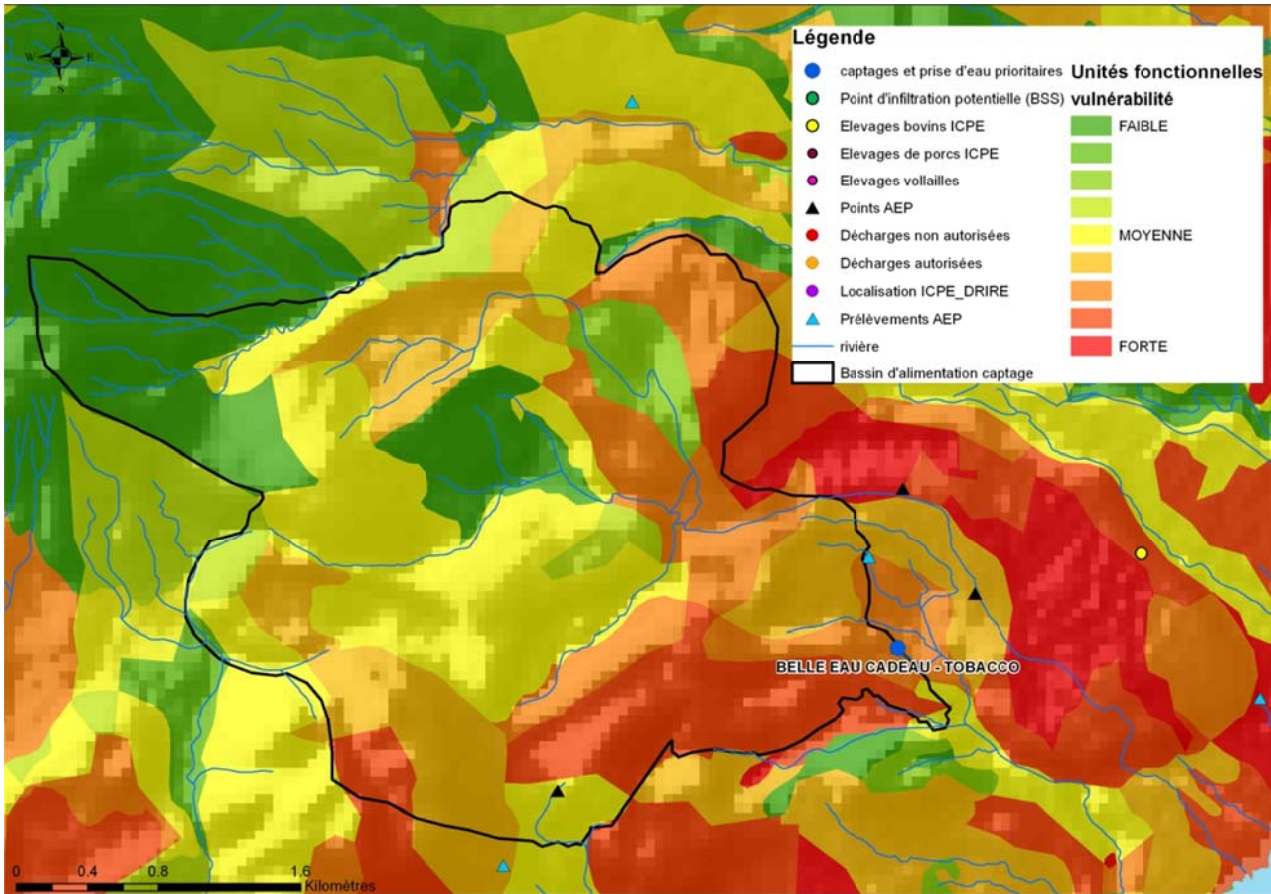 N
W E
S
Légende
captages et prise d'eau prioritaires
Point d'infiltration potentielle (BSS)
Elevages bovins ICPE
Elevages de porcs ICPE
Elevages vollailles
Points AEP
Décharges non autorisées
Décharges autorisées
Localisation ICPE_DRIRE
Prélèvements AEP
rivière
Bassin d'alimentation captage
Unités fonctionnelles
vulnérabilité
FAIBLE
MOYENNE
FORTE
BELLE EAU CADEAU - TOBACCO
0 0.4 0.8 1.6
Kilomètres